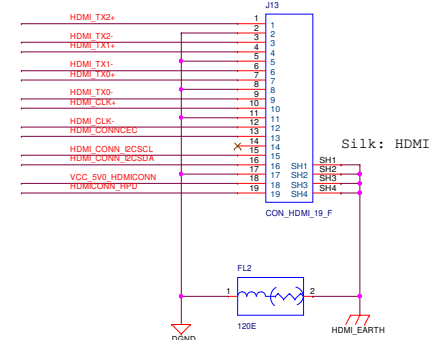 J13
HDMI_TX2+ 1 1
2 2
HDMI_TX2- 3 3
HDMI_TX1+ 4 4
5 5
HDMI_TX1- 6 6
HDMI_TX0+ 7 7
8 8
HDMI_TX0- 9 9
HDMI_CLK+ 10 10
11 11
HDMI_CLK- 12 12
HDMI_CONNCEC 13 13
14 14
Silk: HDMI
HDMI_CONN_I2CSCL 15 15
HDMI_CONN_I2CSDA 16 16 SH1 SH1
17 17 SH2 SH2
VCC_5V0_HDMICONN 18 18 SH3 SH3
HDMICONN_HPD 19 19 SH4 SH4
CON_HDMI_19_F
FL2
1 2
120E
DGND
HDMI_EARTH